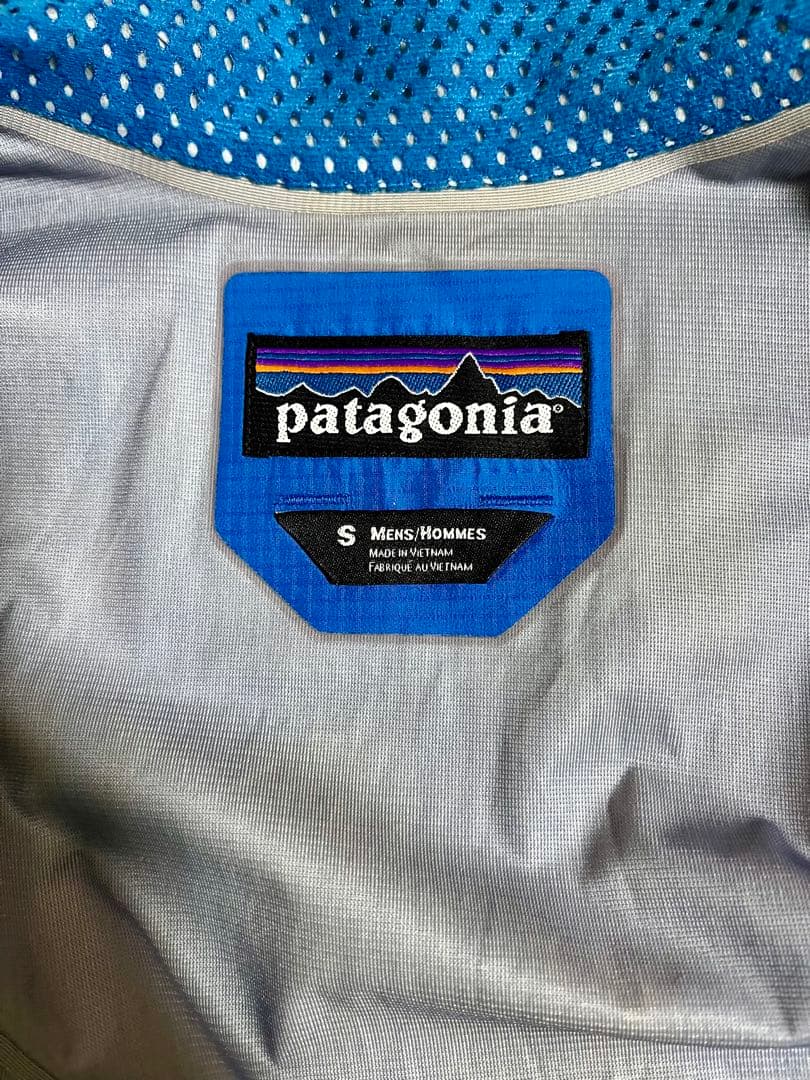 patagonia®
S MENS/HOMMES
MADE IN VIETNAM
FABRIQUÉ AU VIETNAM